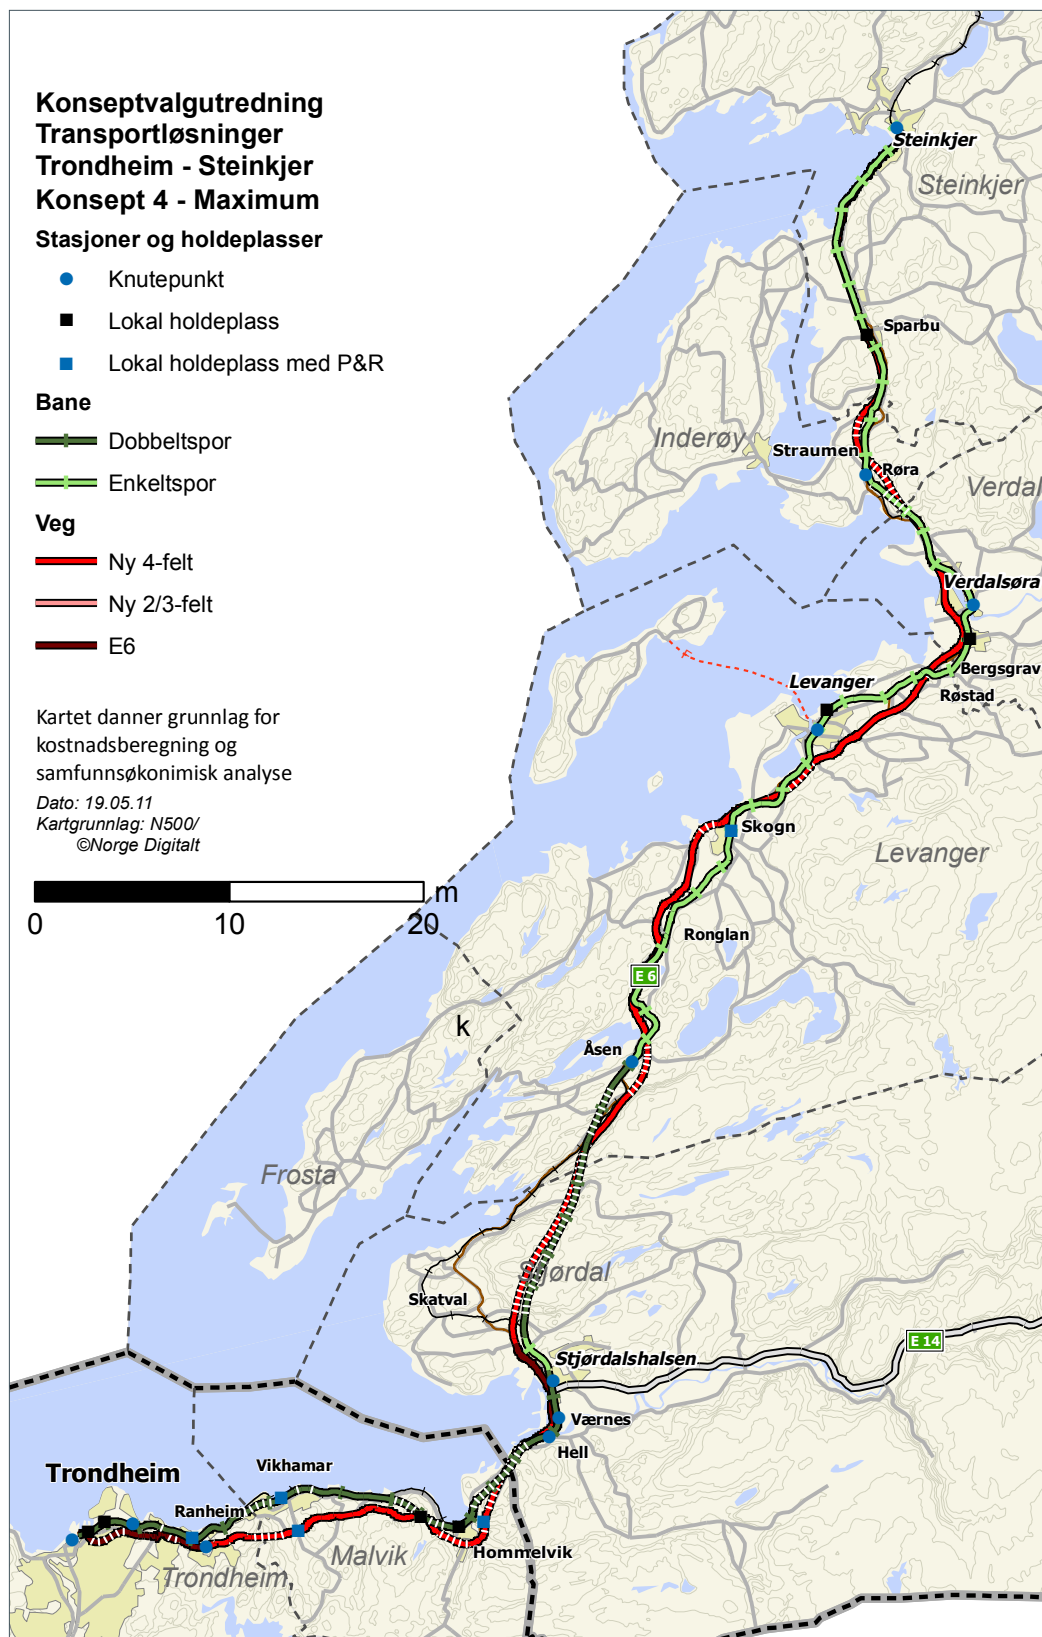 Konseptvalgutredning
Transportløsninger
Trondheim - Steinkjer
Konsept 4 - Maximum
Stasjoner og holdeplasser
Knutepunkt
Lokal holdeplass
Lokal holdeplass med P&R
Bane
Dobbeltspor
Enkeltspor
Veg
Ny 4-felt
Ny 2/3-felt
E6
Kartet danner grunnlag for
kostnadsberegning og
samfunnsøkonimisk analyse
Dato: 19.05.11
Kartgrunnlag: N500/
©Norge Digitalt
m
0 10 20
Steinkjer
Steinkjer
Sparbu
Inderøy
Straumen
Røra
Verdal
Verdalsøra
Bergsgrav
Levanger
Røstad
Skogn
Levanger
Ronglan
E 6
k
Åsen
Frosta
Stjørdal
Skatval
E 14
Stjørdalshalsen
Værnes
Hell
Trondheim
Vikhamar
Ranheim
Hommelvik
Malvik
Trondheim